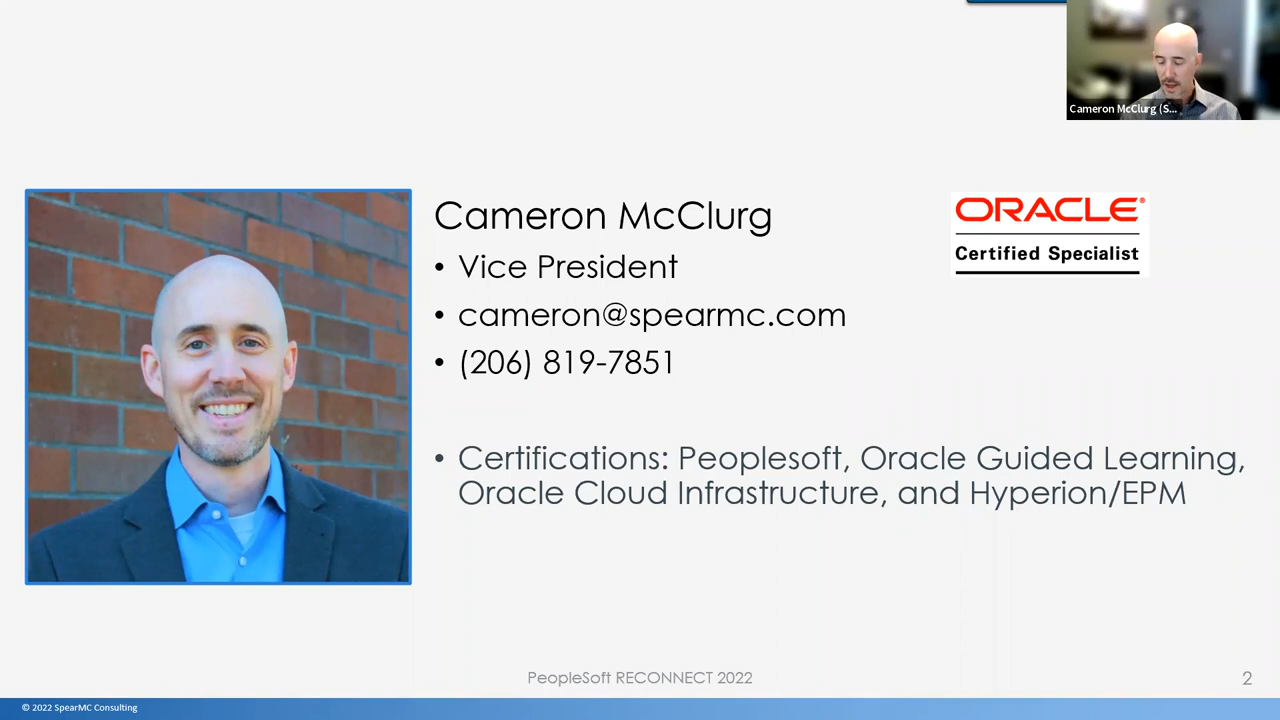 Cameron McClurg (S...
Cameron McClurg
• Vice President
• cameron@spearmc.com
• (206) 819-7851
ORACLE®
Certified Specialist
• Certifications: Peoplesoft, Oracle Guided Learning,
Oracle Cloud Infrastructure, and Hyperion/EPM
PeopleSoft RECONNECT 2022
2
© 2022 SpearMC Consulting